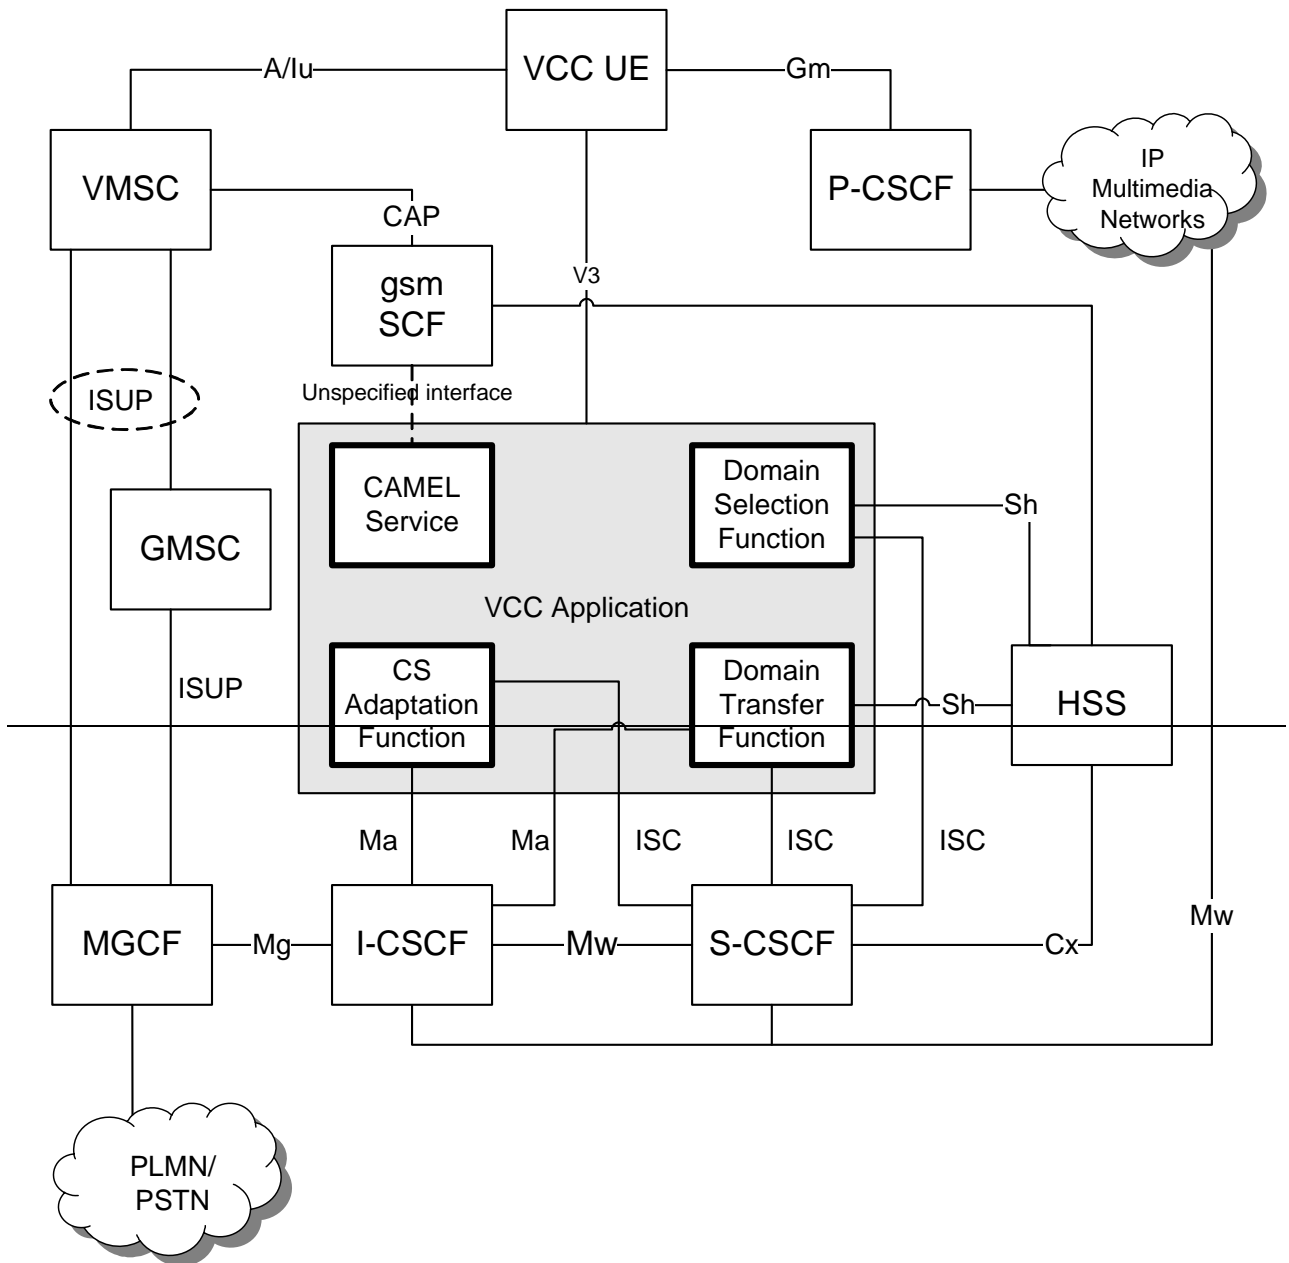 A/Iu
VCC UE
Gm
VMSC
P-CSCF
IP
Multimedia
Networks
CAP
gsm
SCF
V3
Unspecified interface
ISUP
CAMEL
Service
Domain
Selection
Function
Sh
GMSC
VCC Application
ISUP
CS
Adaptation
Function
Domain
Transfer
Function
Sh
HSS
Ma
Ma
ISC
ISC
ISC
MGCF
Mg
I-CSCF
Mw
S-CSCF
Cx
Mw
PLMN/
PSTN